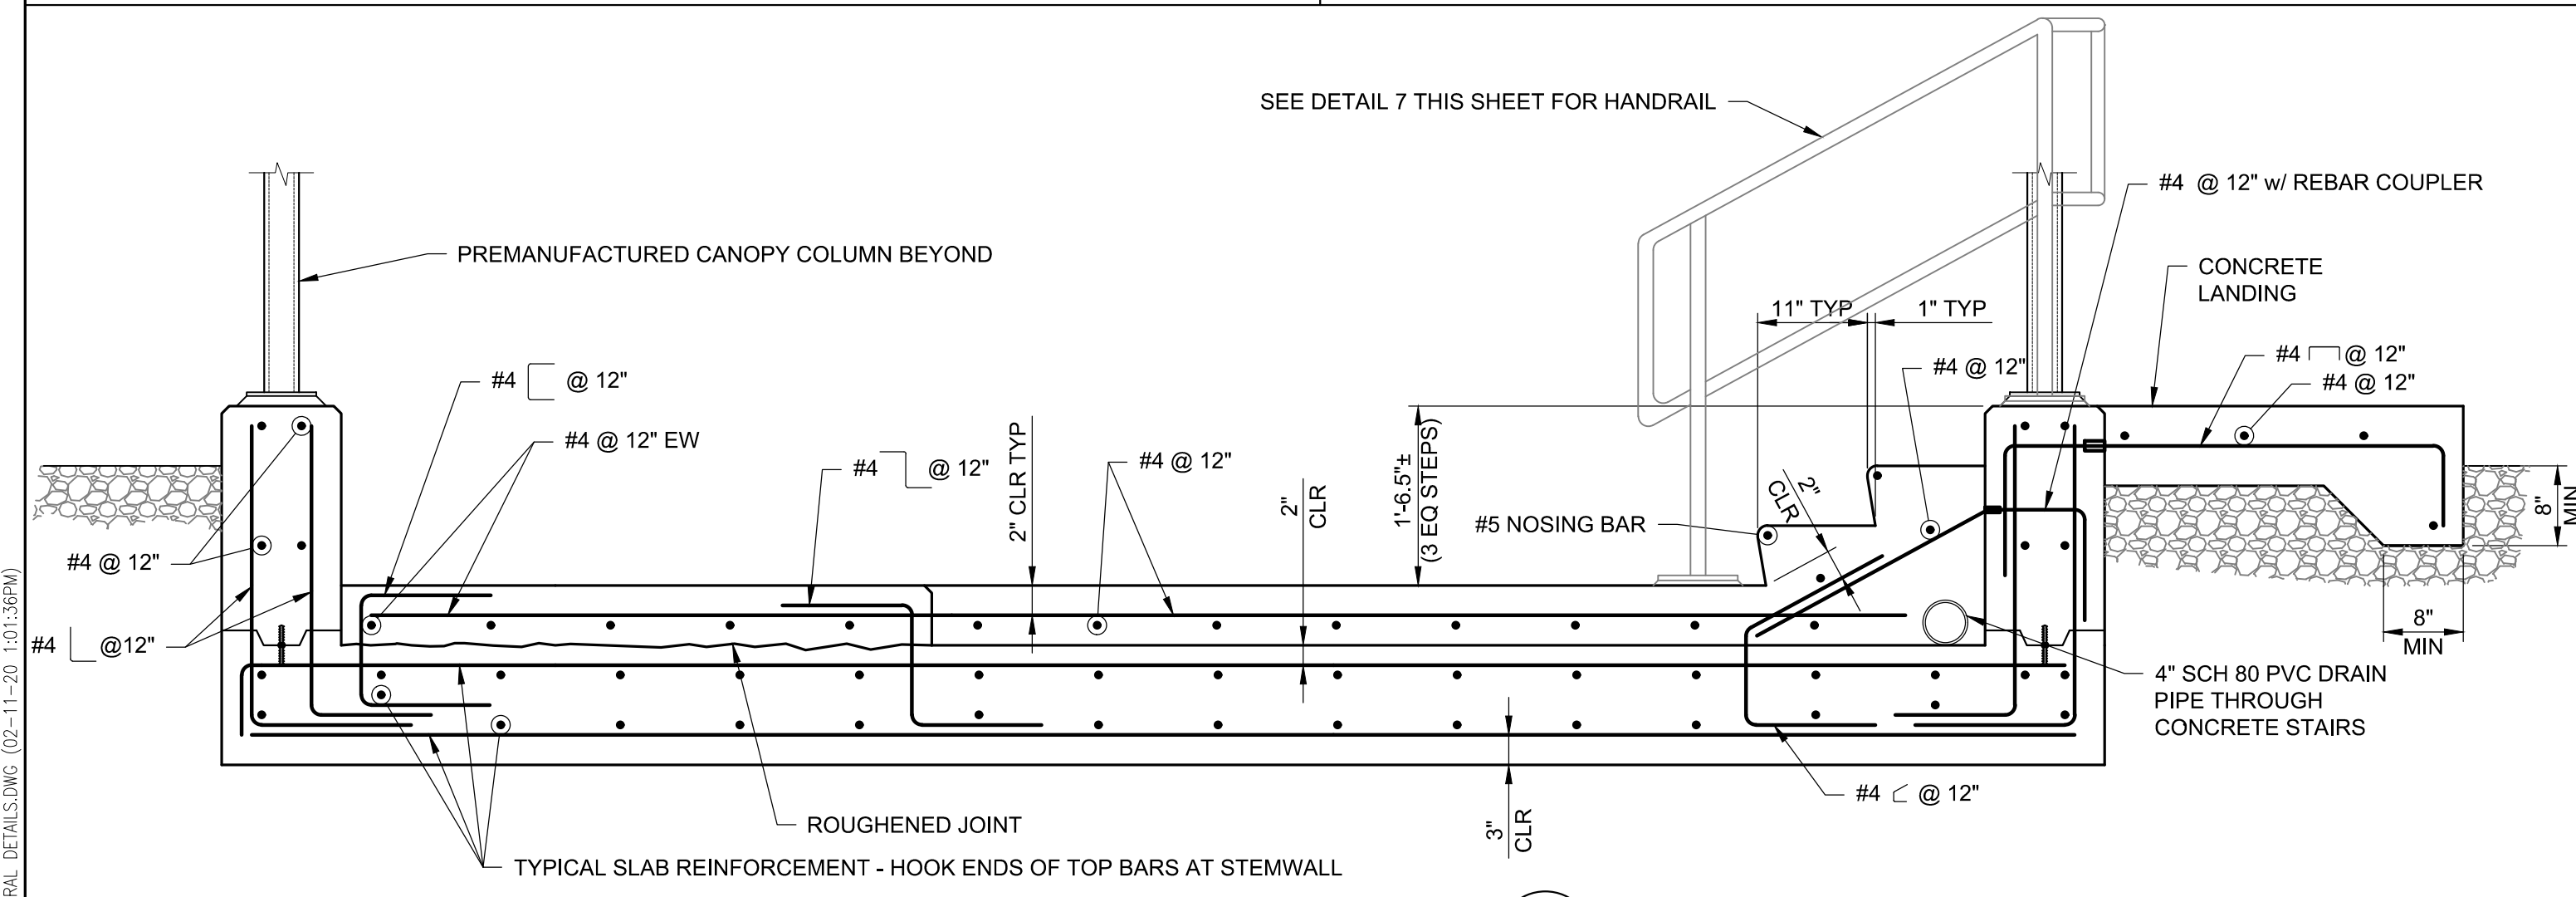 SEE DETAIL 7 THIS SHEET FOR HANDRAIL
#4 @ 12" w/ REBAR COUPLER
PREMANUFACTURED CANOPY COLUMN BEYOND
CONCRETE
LANDING
11" TYP
1" TYP
#4 @ 12"
#4 @ 12"
#4 @ 12"
#4 @ 12"
#4 @ 12" EW
2" CLR TYP
#4 @ 12"
#4 @ 12"
2"
CLR
1'-6.5"±
(3 EQ STEPS)
2"
CLR
#5 NOSING BAR
8"
MIN
#4 @ 12"
#4 @12"
8"
MIN
4" SCH 80 PVC DRAIN
PIPE THROUGH
CONCRETE STAIRS
#4 @ 12"
ROUGHENED JOINT
3"
CLR
TYPICAL SLAB REINFORCEMENT - HOOK ENDS OF TOP BARS AT STEMWALL
RAL DETAILS.DWG (02-11-20 1:01:36PM)